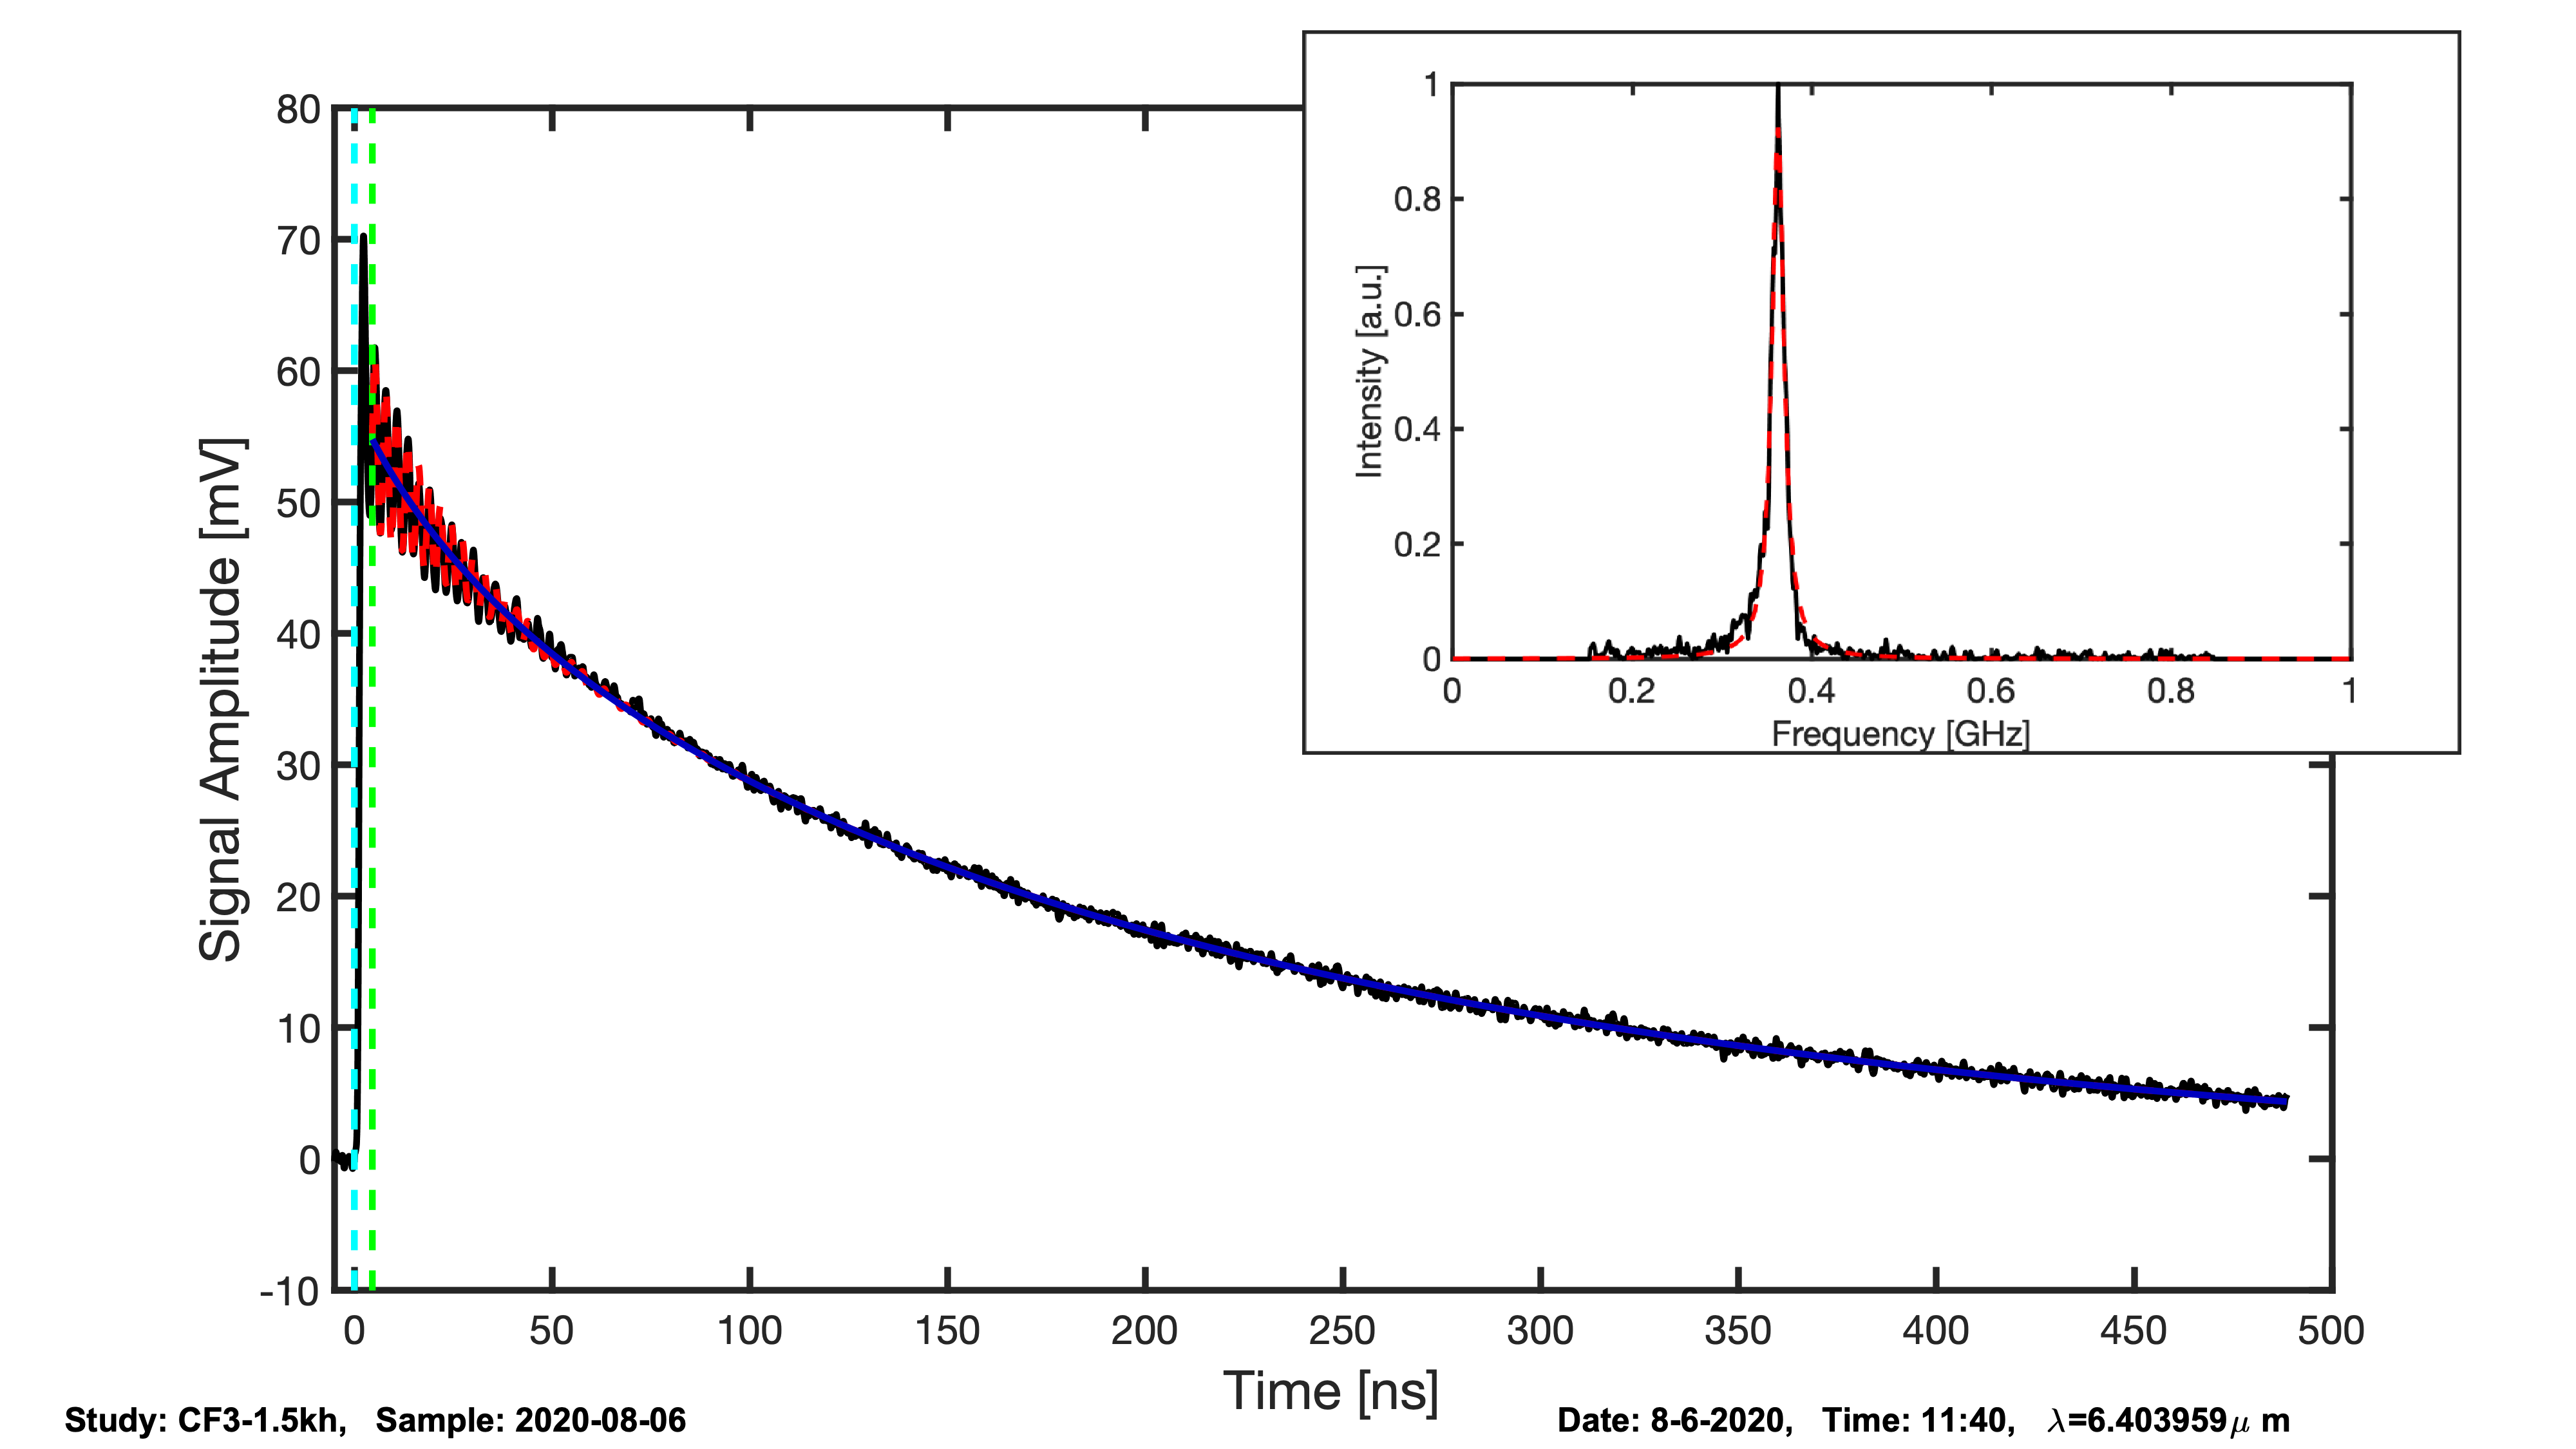 80
70
60
50
40
30
20
10
0
-10
Signal Amplitude [mV]
0 50 100 150 200 250 300 350 400 450 500
Time [ns]
1
0.8
0.6
0.4
0.2
0
Intensity [a.u.]
0 0.2 0.4 0.6 0.8 1
Frequency [GHz]
Study: CF3-1.5kh, Sample: 2020-08-06
Date: 8-6-2020, Time: 11:40, λ=6.403959μ m